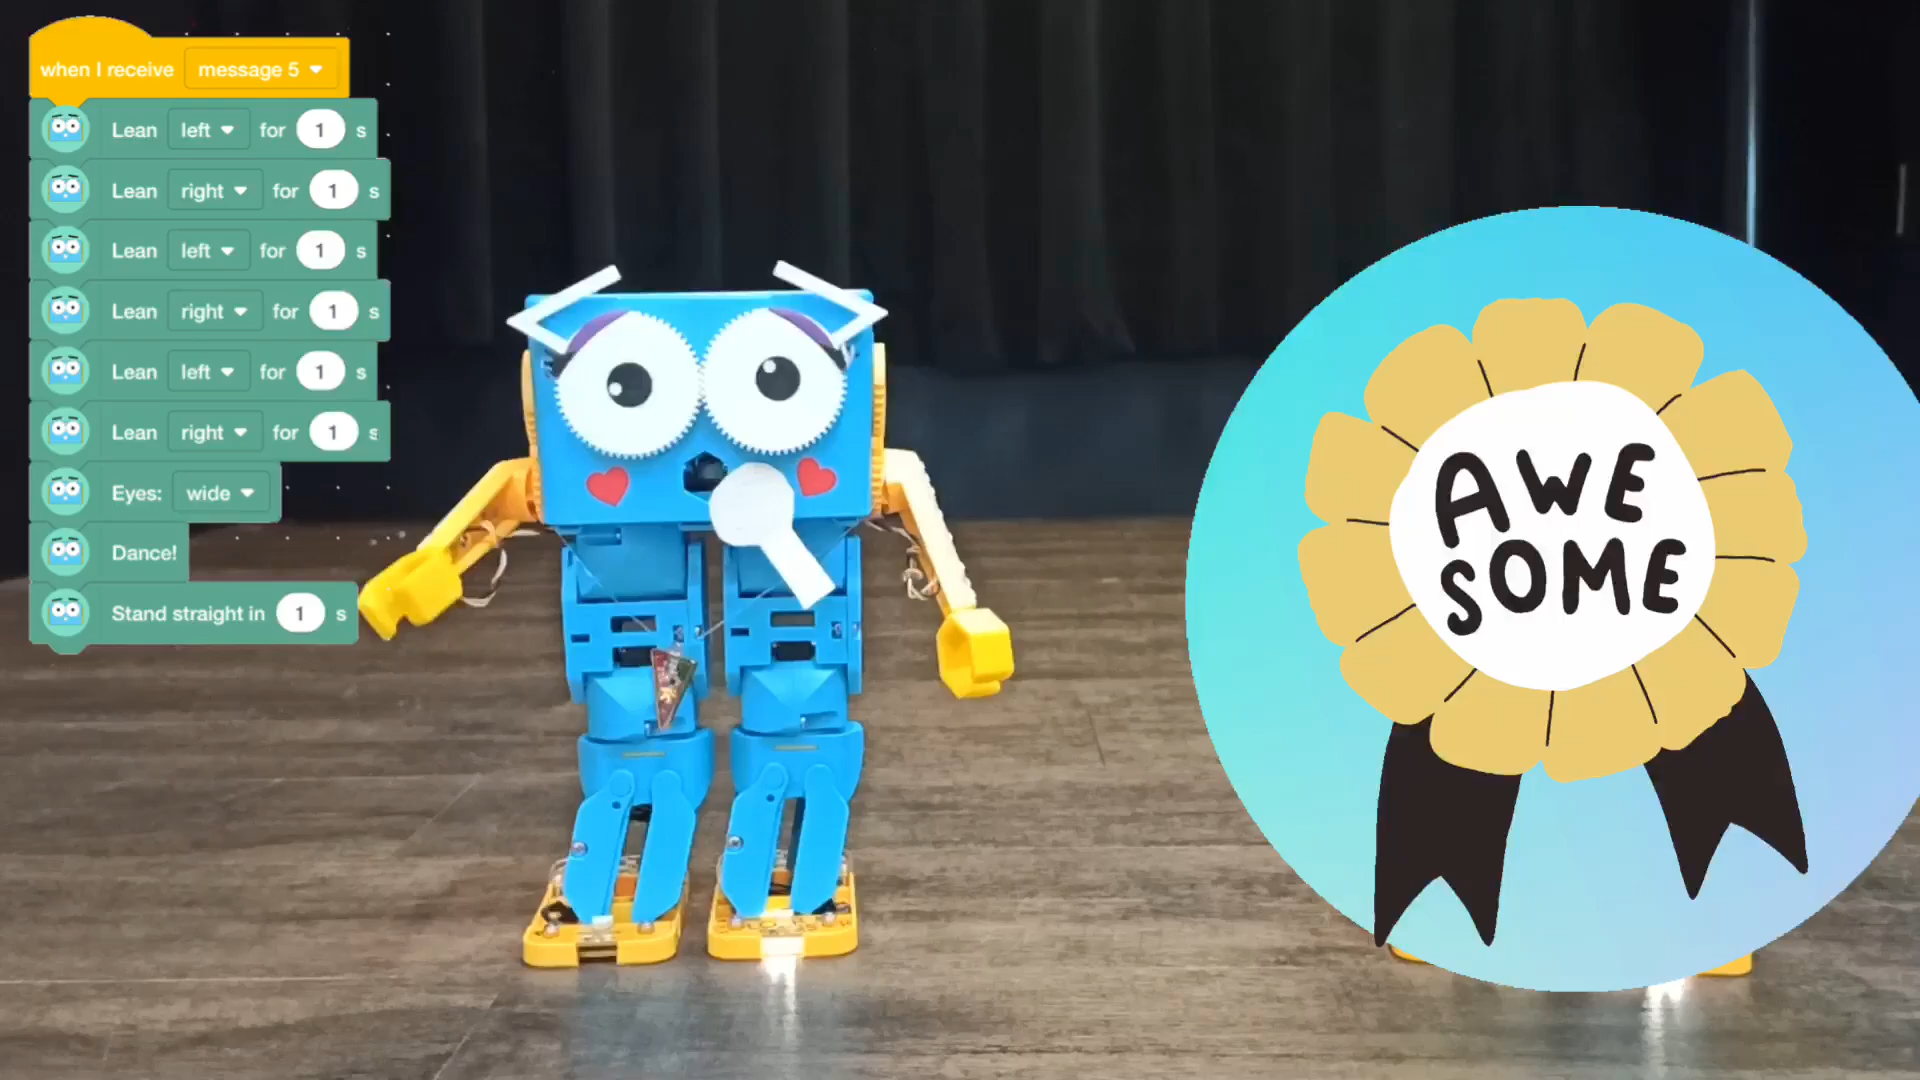 when I receive message 5
Lean left for 1 s
Lean right for 1 s
Lean left for 1 s
Lean right for 1 s
Lean left for 1 s
Lean right for 1 s
Eyes: wide
Dance!
Stand straight in 1 s
AWE
SOME